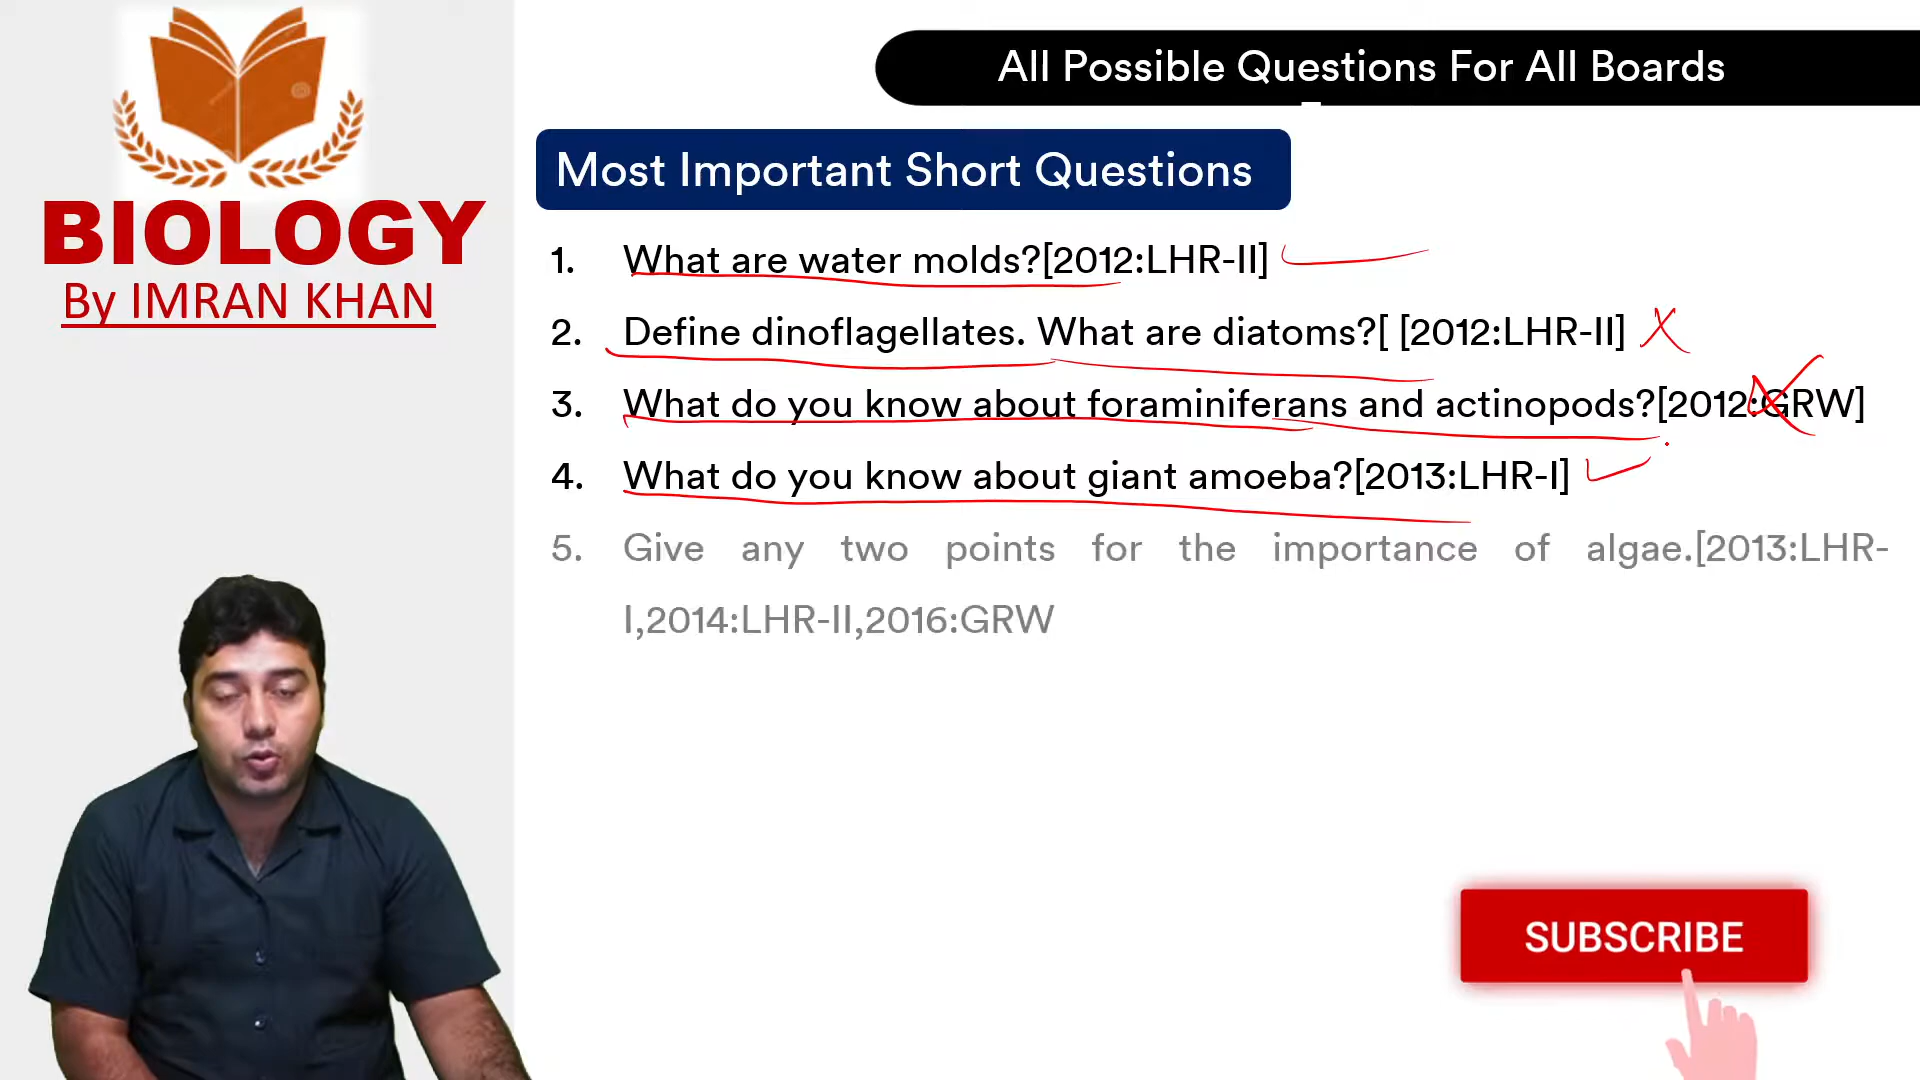 All Possible Questions For All Boards
BIOLOGY
By IMRAN KHAN
Most Important Short Questions
1. What are water molds?[2012:LHR-II]
2. Define dinoflagellates. What are diatoms?[ [2012:LHR-II]
3. What do you know about foraminiferans and actinopods?[2012:GRW]
4. What do you know about giant amoeba?[2013:LHR-I]
5. Give any two points for the importance of algae.[2013:LHR-
I,2014:LHR-II,2016:GRW
SUBSCRIBE